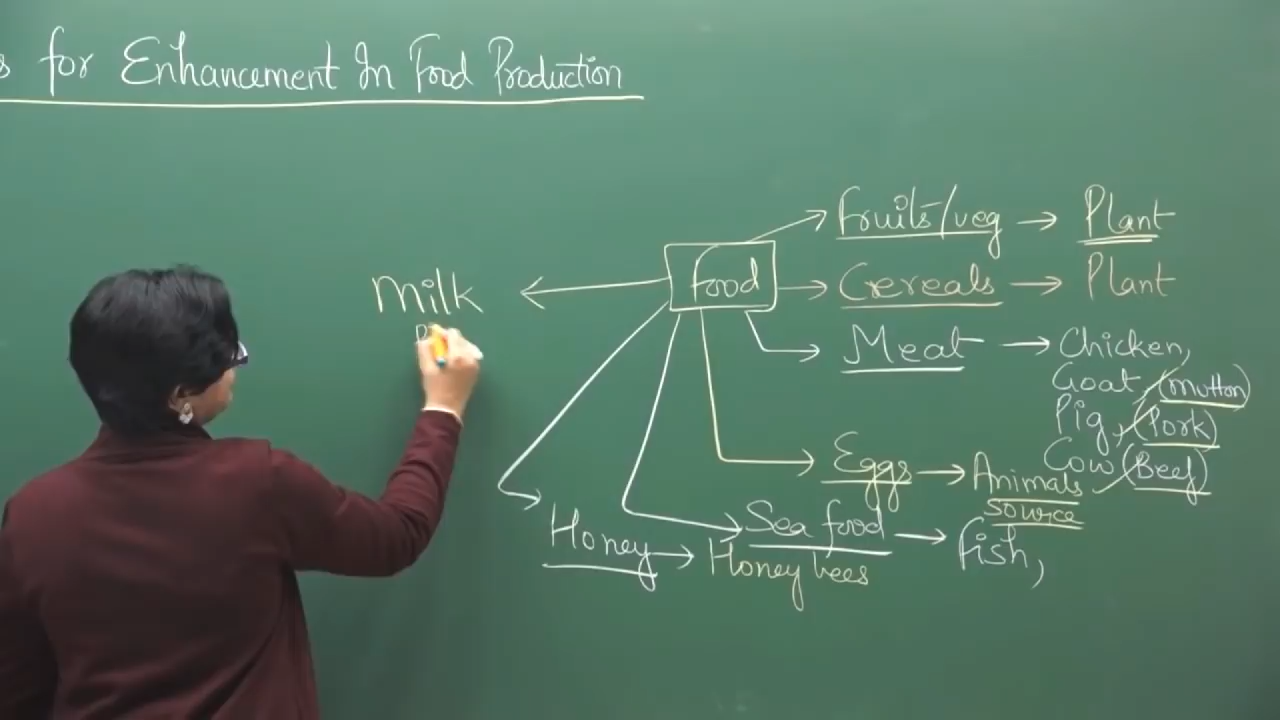 s for Enhancement In Food Production
Fruits/veg → Plant
Milk ← Food → Cereals → Plant
Meat → Chicken,
Goat (Mutton)
Pig, (Pork)
Cow (Beef)
Eggs → Animals
source
Sea food → Fish,
Honey → Honey bees